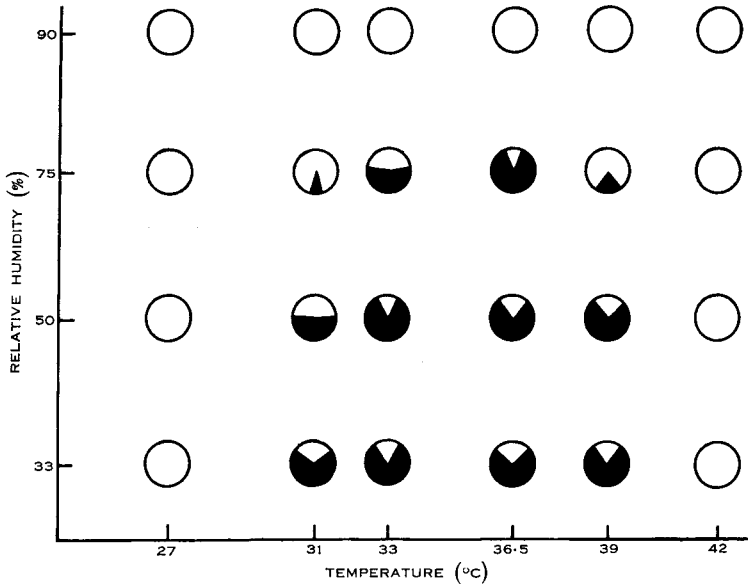 90
75
50
33
RELATIVE HUMIDITY (%)
27 31 33 36·5 39 42
TEMPERATURE (°C)